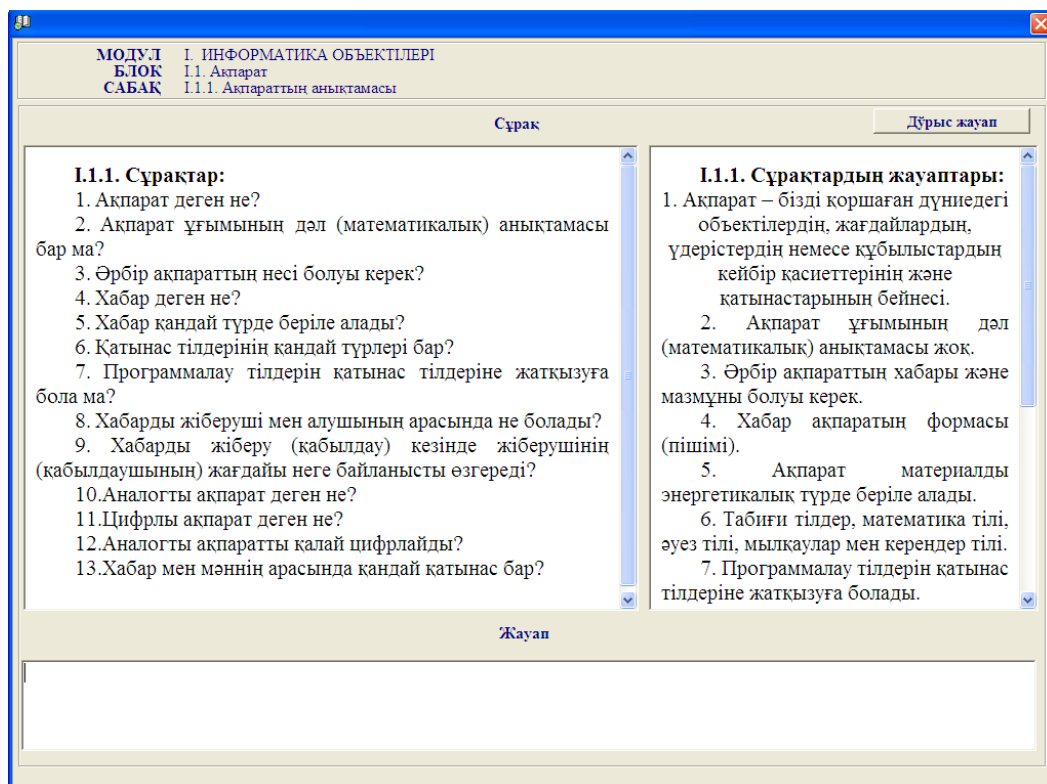 МОДУЛ I. ИНФОРМАТИКА ОБЪЕКТІЛЕРІ
БЛОК I.1. Ақпарат
САБАҚ I.1.1. Ақпараттың анықтамасы
Сұрақ
Дўрыс жауап
I.1.1. Сұрақтар:
1. Ақпарат деген не?
2. Ақпарат ұғымының дәл (математикалық) анықтамасы
бар ма?
3. Әрбір ақпараттың несі болуы керек?
4. Хабар деген не?
5. Хабар қандай түрде беріле алады?
6. Қатынас тілдерінің қандай түрлері бар?
7. Программалау тілдерін қатынас тілдеріне жатқызуға
бола ма?
8. Хабарды жіберуші мен алушының арасында не болады?
9. Хабарды жіберу (қабылдау) кезінде жіберушінің
(қабылдаушының) жағдайы неге байланысты өзгереді?
10.Аналогты ақпарат деген не?
11.Цифрлы ақпарат деген не?
12.Аналогты ақпаратты қалай цифрлайды?
13.Хабар мен мәннің арасында қандай қатынас бар?
I.1.1. Сұрақтардың жауаптары:
1. Ақпарат – бізді қоршаған дүниедегі
объектілердің, жағдайлардың,
үдерістердің немесе құбылыстардың
кейбір қасиеттерінің және
қатынастарының бейнесі.
2. Ақпарат ұғымының дәл
(математикалық) анықтамасы жоқ.
3. Әрбір ақпараттың хабары және
мазмұны болуы керек.
4. Хабар ақпаратың формасы
(пішімі).
5. Ақпарат материалды
энергетикалық түрде беріле алады.
6. Табиғи тілдер, математика тілі,
әуез тілі, мылқаулар мен керендер тілі.
7. Программалау тілдерін қатынас
тілдеріне жатқызуға болады.
Жауап